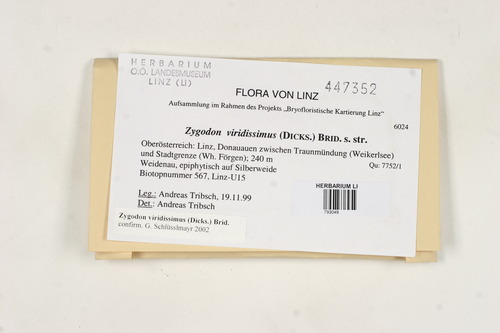 HERBARIUM
O.Ö. LANDESMUSEUM
LINZ (LI)
447352
FLORA VON LINZ
Aufsammlung im Rahmen des Projekts „Bryofloristische Kartierung Linz“
6024
Zygodon viridissimus (DICKS.) BRID. s. str.
Oberösterreich: Linz, Donauauen zwischen Traunmündung (Weikerlsee)
und Stadtgrenze (Wh. Förgen); 240 m
Qu: 7752/1
Weidenau, epiphytisch auf Silberweide
Biotopnummer 567, Linz-U15
HERBARIUM LI
793049
Leg.: Andreas Tribsch, 19.11.99
Det.: Andreas Tribsch
Zygodon viridissimus (Dicks.) Brid.
confirm. G. Schlüsslmayr 2002